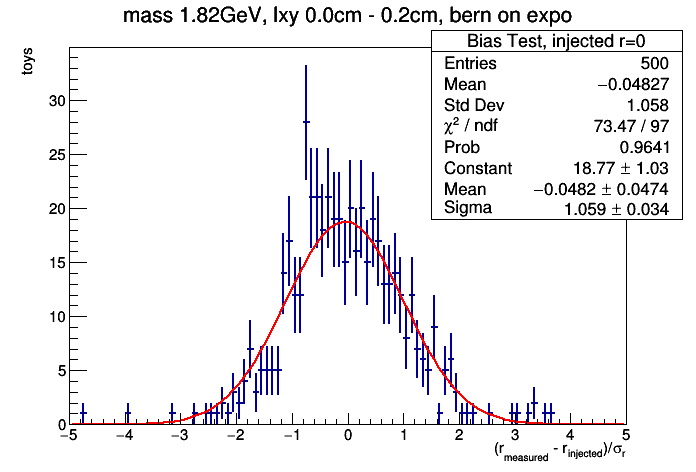 mass 1.82GeV, lxy 0.0cm - 0.2cm, bern on expo
Bias Test, injected r=0
Entries 500
Mean −0.04827
Std Dev 1.058
χ² / ndf 73.47 / 97
Prob 0.9641
Constant 18.77 ± 1.03
Mean −0.0482 ± 0.0474
Sigma 1.059 ± 0.034
toys
30
25
20
15
10
5
0
−5 −4 −3 −2 −1 0 1 2 3 4 5
(r_measured - r_injected)/σ_r